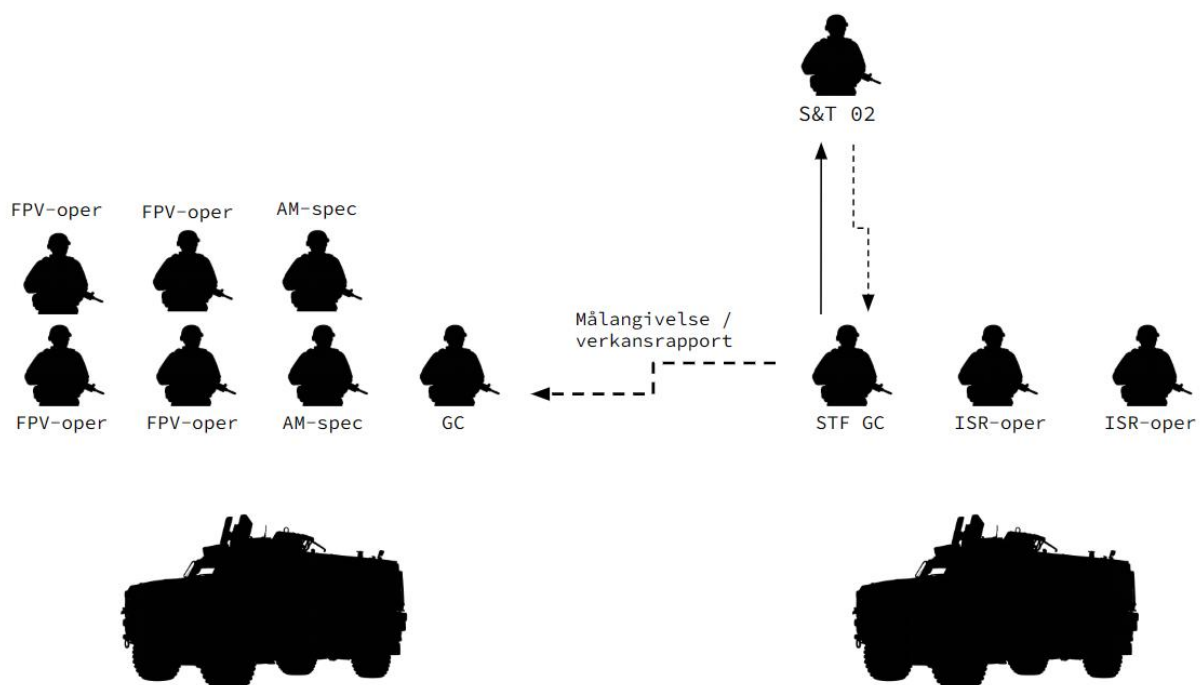 S&T 02
FPV-oper
FPV-oper
AM-spec
Målangivelse /
verkansrapport
FPV-oper
FPV-oper
AM-spec
GC
STF GC
ISR-oper
ISR-oper